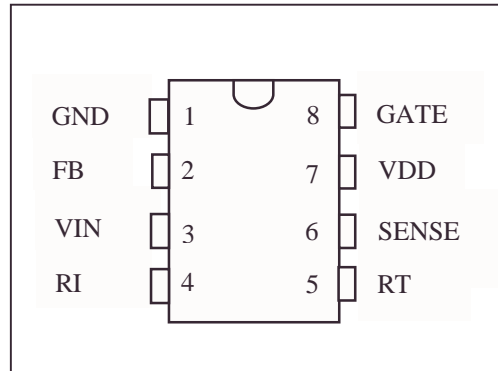 GND 1 8 GATE
FB 2 7 VDD
VIN 3 6 SENSE
RI 4 5 RT